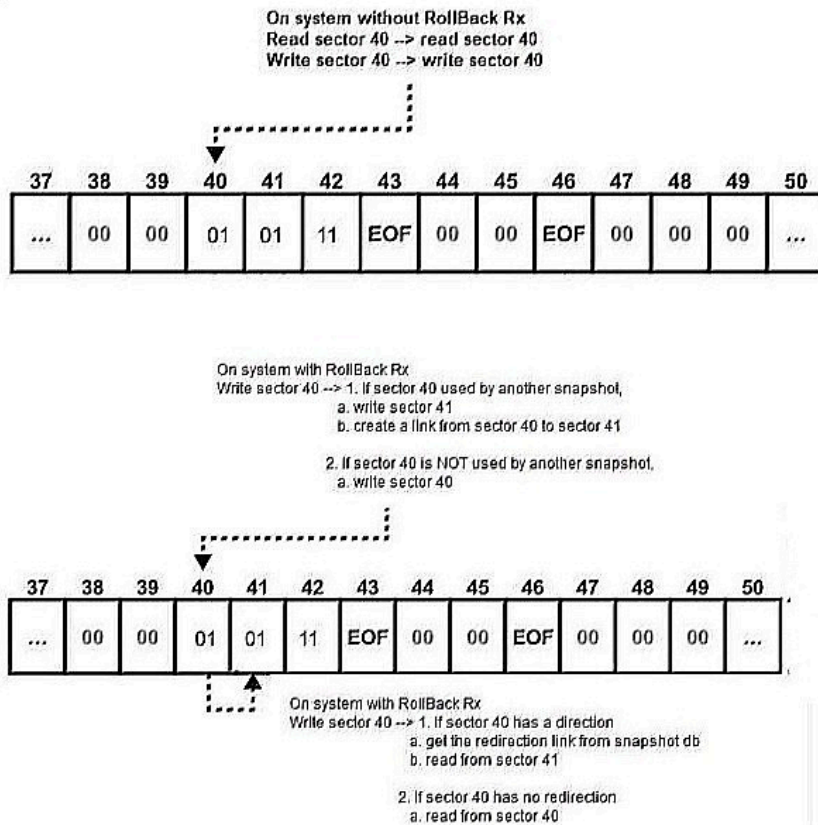 On system without RollBack Rx
Read sector 40 --> read sector 40
Write sector 40 --> write sector 40
37 38 39 40 41 42 43 44 45 46 47 48 49 50
... 00 00 01 01 11 EOF 00 00 EOF 00 00 00 ...
On system with RollBack Rx
Write sector 40 --> 1. If sector 40 used by another snapshot,
a. write sector 41
b. create a link from sector 40 to sector 41
2. If sector 40 is NOT used by another snapshot,
a. write sector 40
37 38 39 40 41 42 43 44 45 46 47 48 49 50
... 00 00 01 01 11 EOF 00 00 EOF 00 00 00 ...
On system with RollBack Rx
Write sector 40 --> 1. If sector 40 has a direction
a. get the redirection link from snapshot db
b. read from sector 41
2. If sector 40 has no redirection
a. read from sector 40